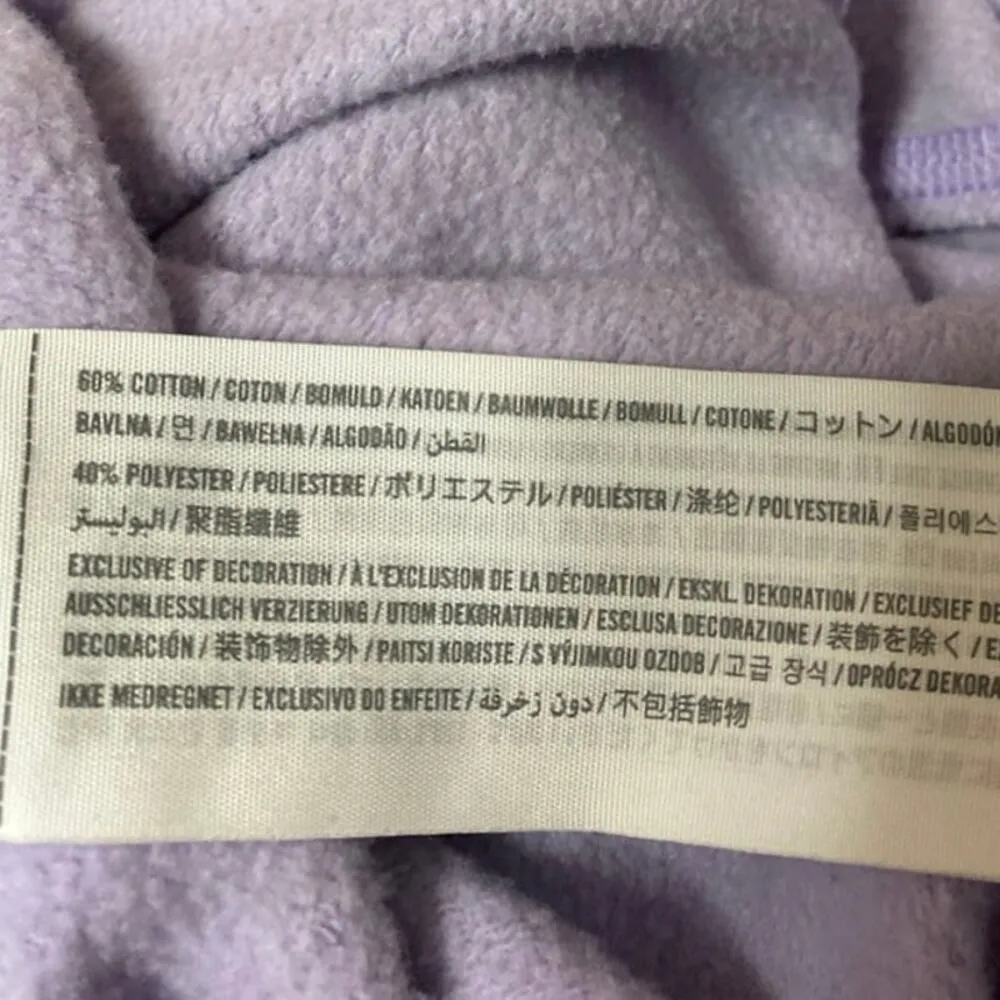 60% COTTON / COTON / BOMULD / KATOEN / BAUMWOLLE / BOMULL / COTONE / コットン / ALGODÓN
BAVLNA / 면 / BAWEŁNA / ALGODÃO / القطن
40% POLYESTER / POLIESTERE / ポリエステル / POLIÉSTER / 涤纶 / POLYESTERIÃ / 폴리에스
البوليستر / 聚脂纖維
EXCLUSIVE OF DECORATION / À L'EXCLUSION DE LA DÉCORATION / EKSKL. DEKORATION / EXCLUSIEF DE
AUSSCHLIESSLICH VERZIERUNG / UTOM DEKORATIONEN / ESCLUSA DECORAZIONE / 装飾を除く / E
DECORACIÓN / 装饰物除外 / PAITSI KORISTE / S VÝJIMKOU OZDOB / 고급 장식 / OPRÓCZ DEKORA
IKKE MEDREGNET / EXCLUSIVO DO ENFEITE / دون زخرفة / 不包括飾物